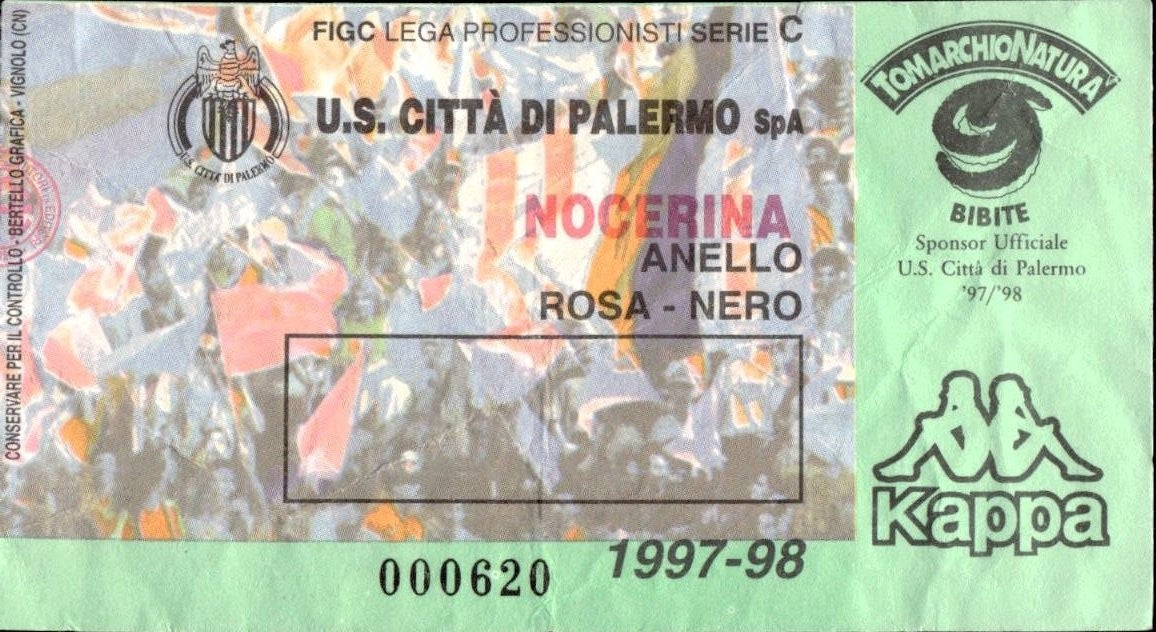 CONSERVARE PER IL CONTROLLO - BERTELLO GRAFICA - VIGNOLO (CN)
FIGC LEGA PROFESSIONISTI SERIE C
U.S. CITTÀ DI PALERMO SpA
U.S. CITTA' DI PALERMO
NOCERINA
ANELLO
ROSA - NERO
000620
1997-98
TOMARCHIONATURA
BIBITE
Sponsor Ufficiale
U.S. Città di Palermo
'97/'98
Kappa